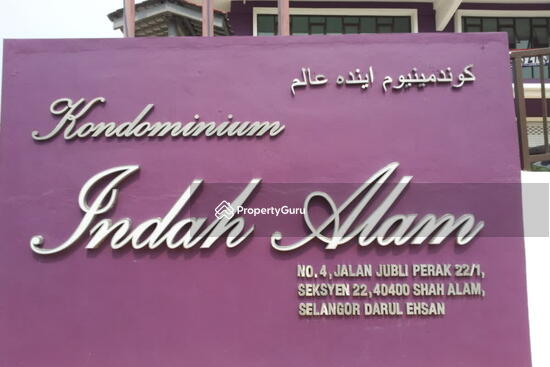 كوندمينيوم اينده عالم
Kondominium
Indah Alam
PropertyGuru
NO. 4, JALAN JUBLI PERAK 22/1,
SEKSYEN 22, 40400 SHAH ALAM,
SELANGOR DARUL EHSAN